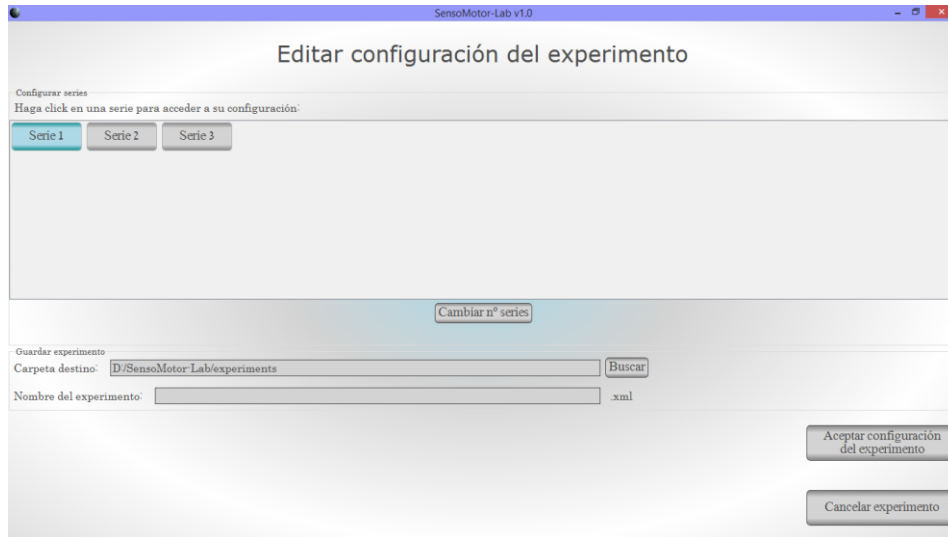 SensoMotor-Lab v1.0
Editar configuración del experimento
Configurar series
Haga click en una serie para acceder a su configuración:
Serie 1 Serie 2 Serie 3
Cambiar nº series
Guardar experimento
Carpeta destino: D:/SensoMotor-Lab/experiments Buscar
Nombre del experimento: .xml
Aceptar configuración
del experimento
Cancelar experimento